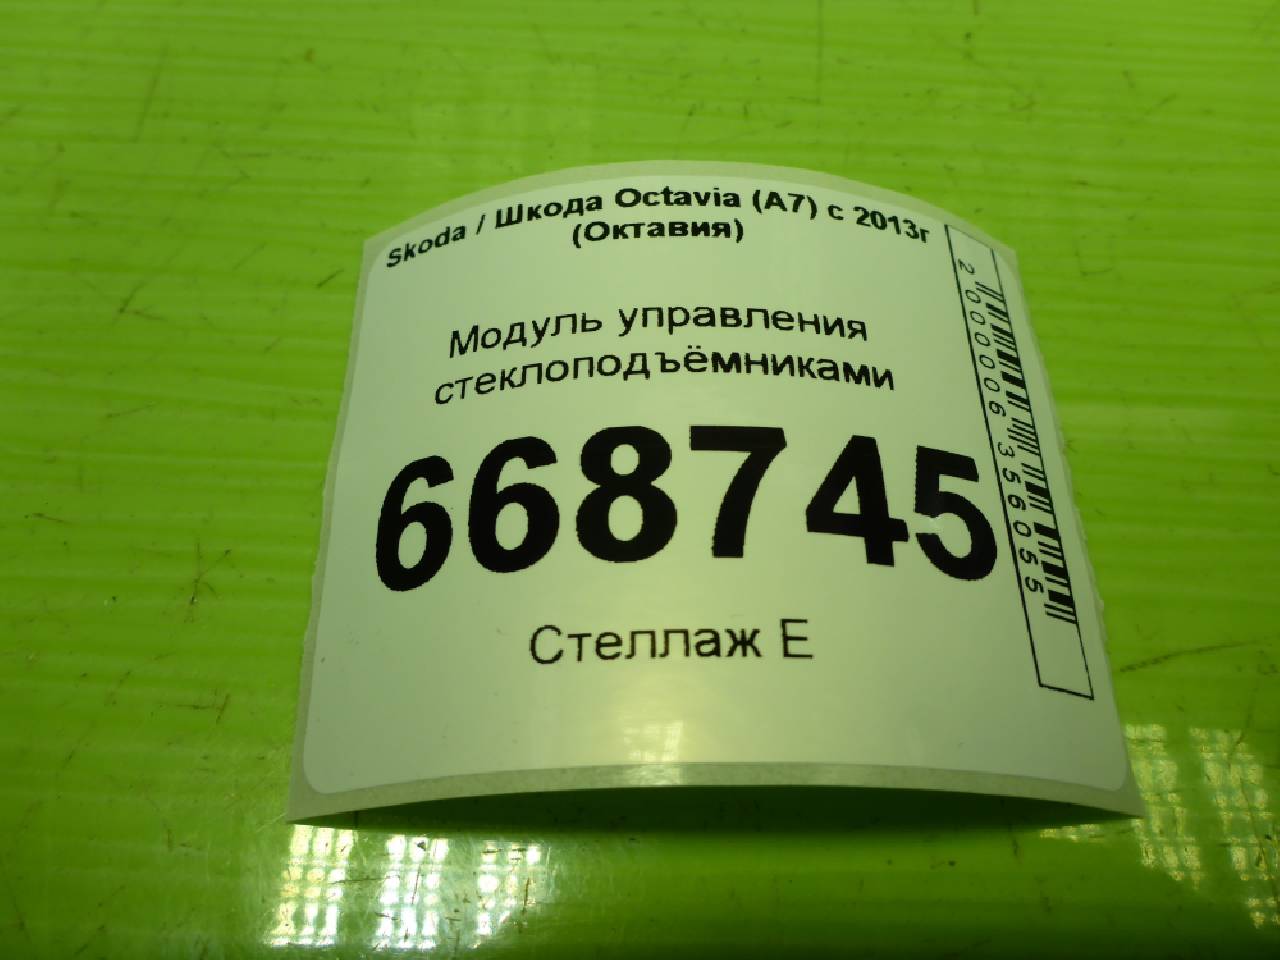 Skoda / Шкода Octavia (A7) с 2013г
(Октавия)
Модуль управления
стеклоподъёмниками
668745
Стеллаж Е
2000006356055